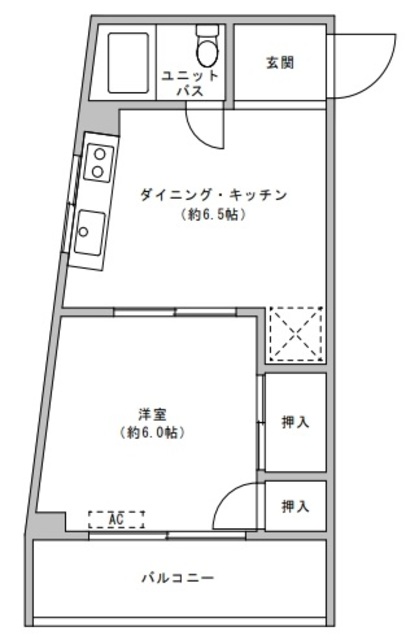 ユニット
バス
玄関
ダイニング・キッチン
（約6.5帖）
洋室
（約6.0帖）
押入
押入
AC
バルコニー